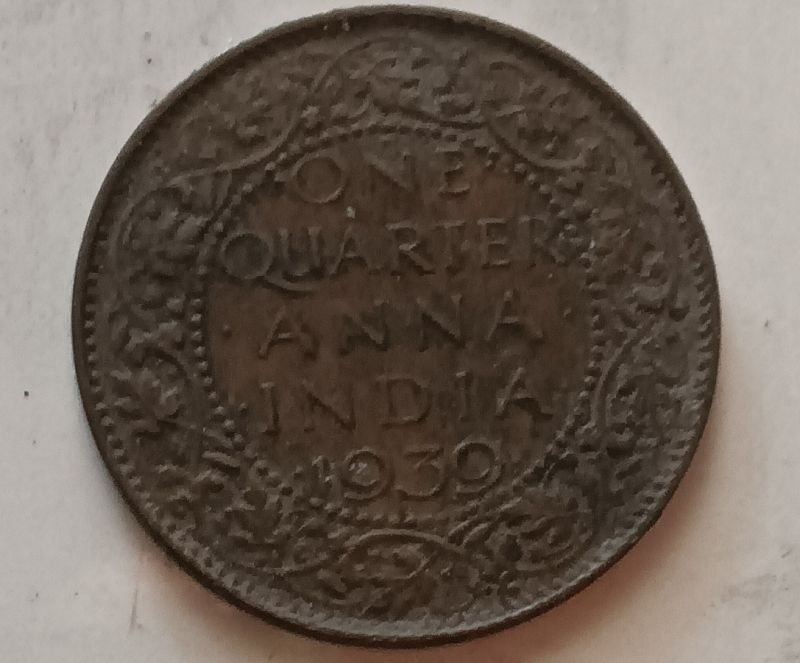 ONE
QUARTER
ANNA
INDIA
1939